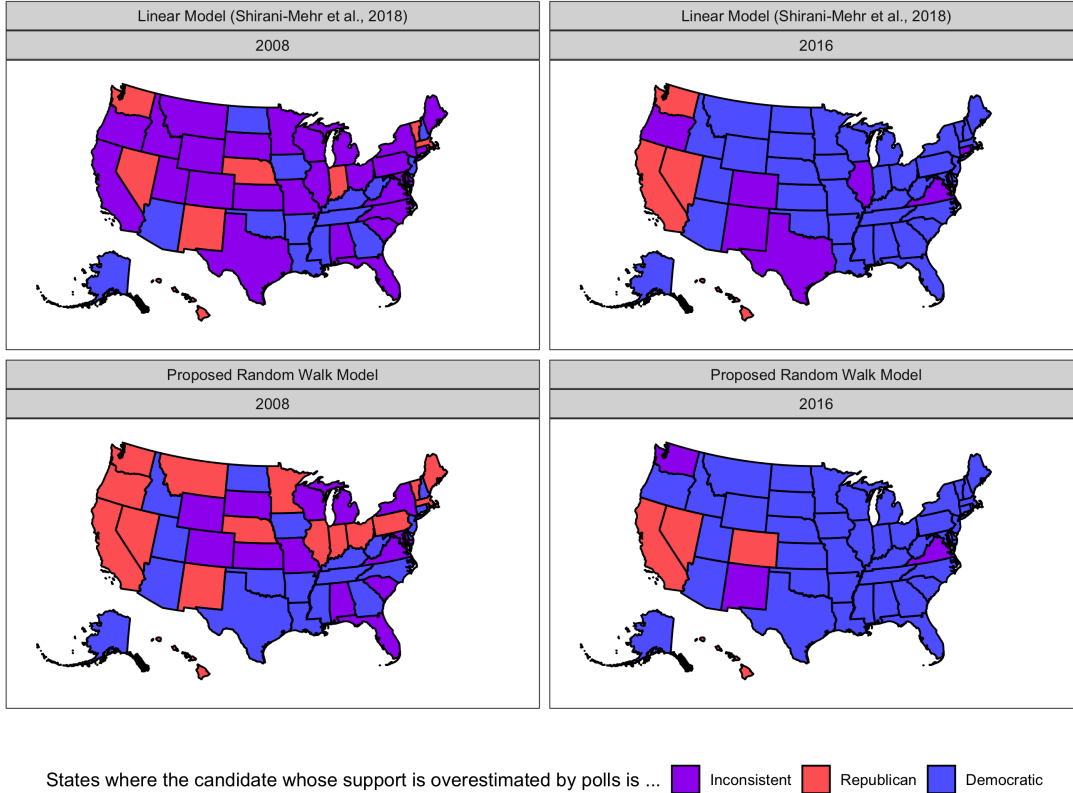 Linear Model (Shirani-Mehr et al., 2018)
2008
Linear Model (Shirani-Mehr et al., 2018)
2016
Proposed Random Walk Model
2008
Proposed Random Walk Model
2016
States where the candidate whose support is overestimated by polls is ... Inconsistent Republican Democratic